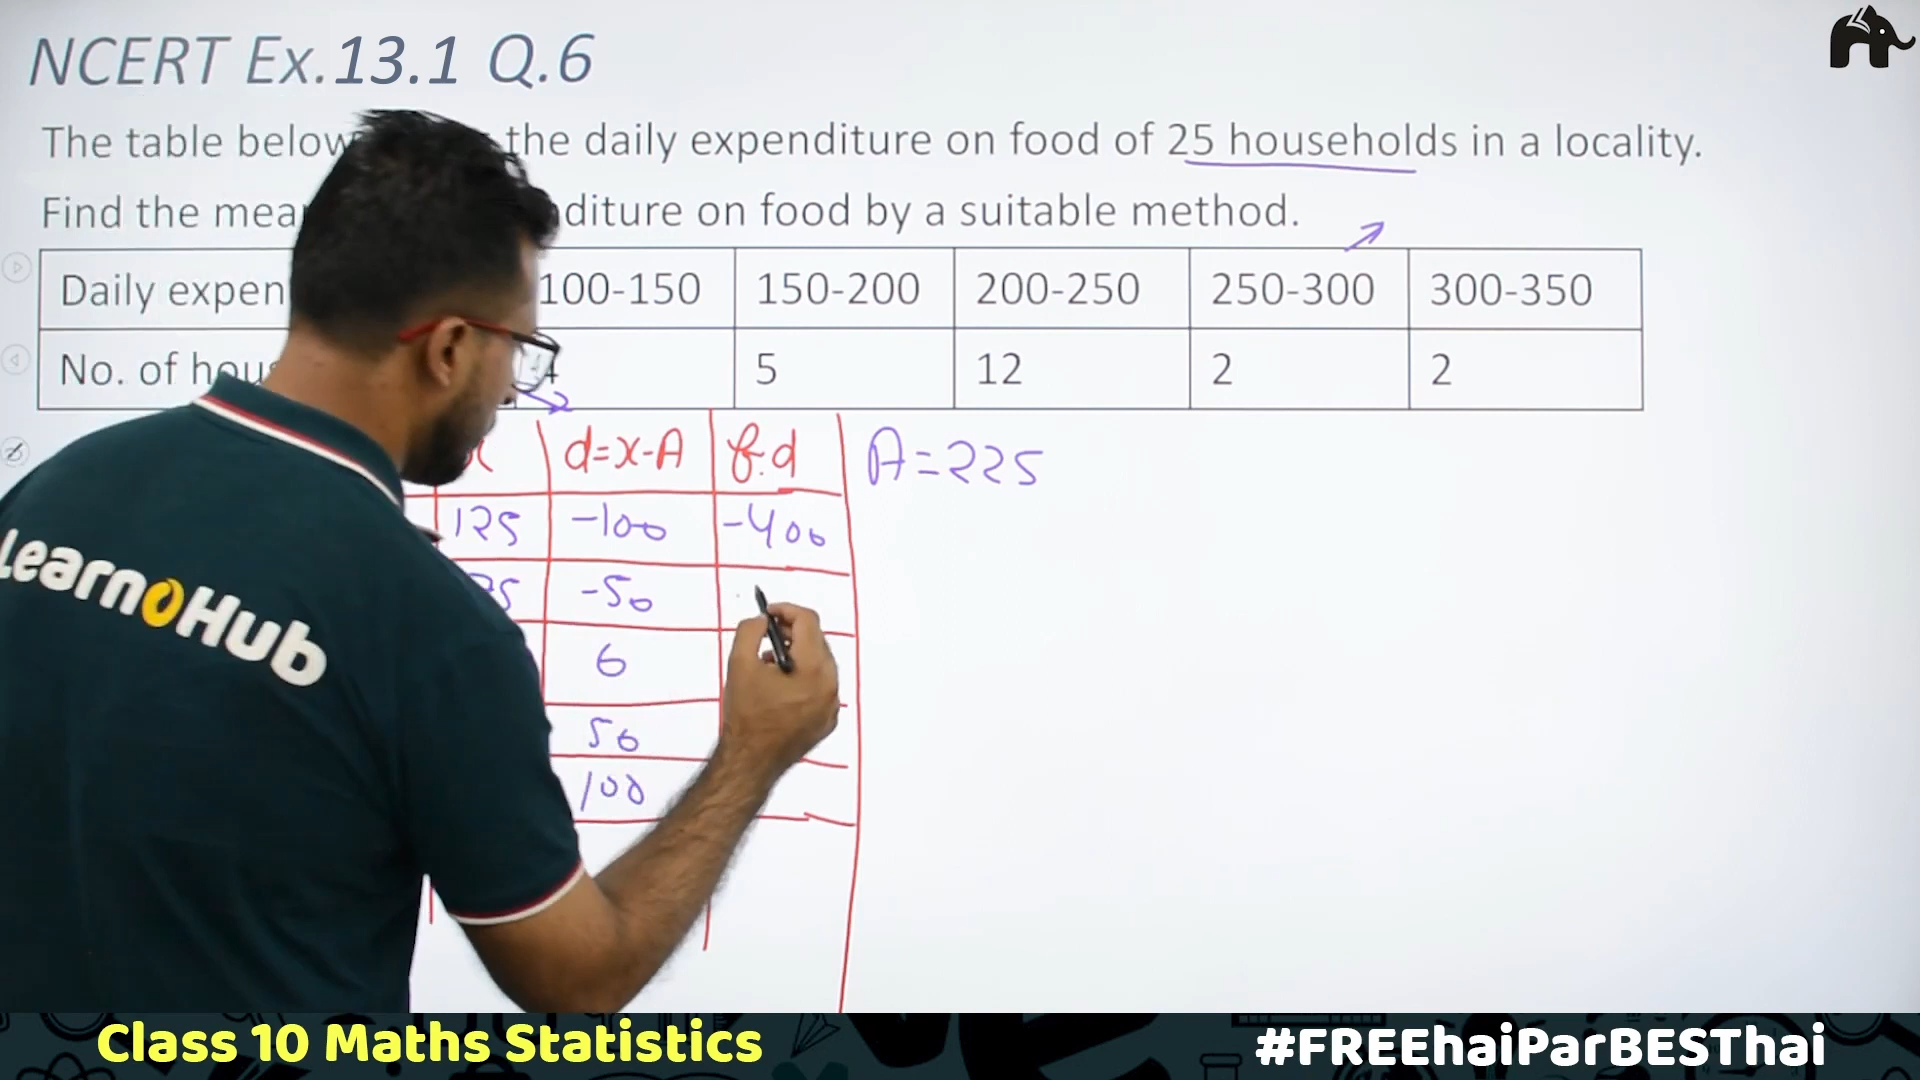 NCERT Ex.13.1 Q.6
The table below the daily expenditure on food of 25 households in a locality.
Find the mean on food by a suitable method.
Daily 100-150 150-200 200-250 250-300 300-350
No. of 4 5 12 2 2
d=x-A f.d A=225
125 -100 -400
-50
0
50
100
LearnoHub
Class 10 Maths Statistics #FREEhaiParBESThai